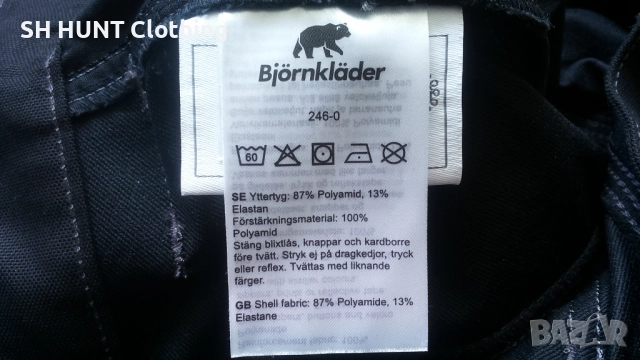 SH HUNT Clothing
Björnkläder
246-0
60
SE Yttertyg: 87% Polyamid, 13%
Elastan
Förstärkningsmaterial: 100%
Polyamid
Stäng blixtlås, knappar och kardborre
före tvätt. Stryk ej på dragkedjor, tryck
eller reflex. Tvättas med liknande
färger.
GB Shell fabric: 87% Polyamide, 13%
Elastane
BAZAR